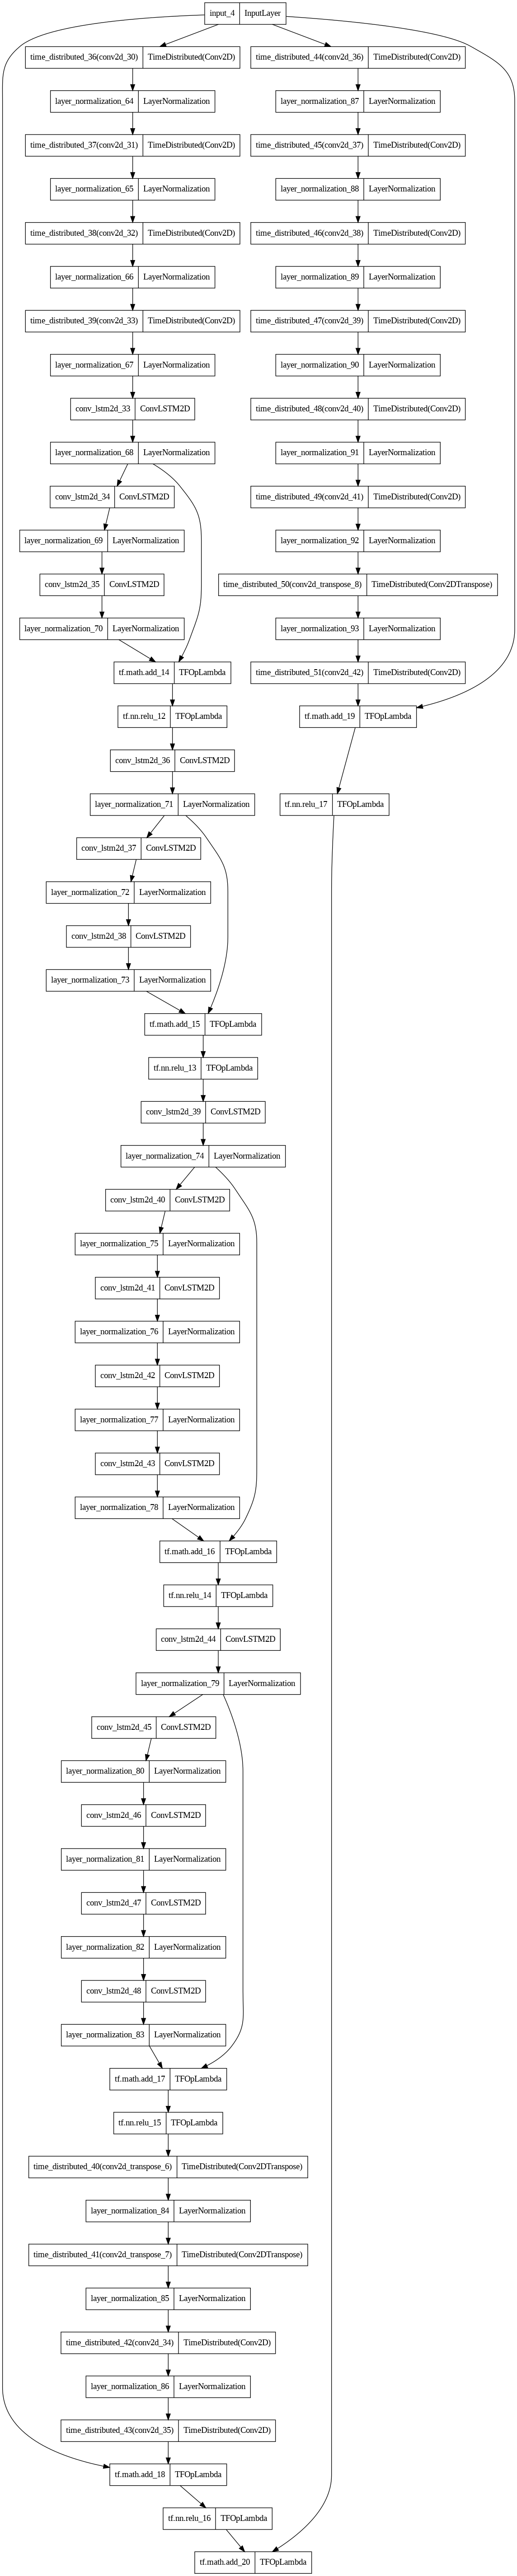 input_4 InputLayer
time_distributed_36(conv2d_30) TimeDistributed(Conv2D) time_distributed_44(conv2d_36) TimeDistributed(Conv2D)
layer_normalization_64 LayerNormalization layer_normalization_87 LayerNormalization
time_distributed_37(conv2d_31) TimeDistributed(Conv2D) time_distributed_45(conv2d_37) TimeDistributed(Conv2D)
layer_normalization_65 LayerNormalization layer_normalization_88 LayerNormalization
time_distributed_38(conv2d_32) TimeDistributed(Conv2D) time_distributed_46(conv2d_38) TimeDistributed(Conv2D)
layer_normalization_66 LayerNormalization layer_normalization_89 LayerNormalization
time_distributed_39(conv2d_33) TimeDistributed(Conv2D) time_distributed_47(conv2d_39) TimeDistributed(Conv2D)
layer_normalization_67 LayerNormalization layer_normalization_90 LayerNormalization
conv_lstm2d_33 ConvLSTM2D time_distributed_48(conv2d_40) TimeDistributed(Conv2D)
layer_normalization_68 LayerNormalization layer_normalization_91 LayerNormalization
conv_lstm2d_34 ConvLSTM2D time_distributed_49(conv2d_41) TimeDistributed(Conv2D)
layer_normalization_69 LayerNormalization layer_normalization_92 LayerNormalization
conv_lstm2d_35 ConvLSTM2D time_distributed_50(conv2d_transpose_8) TimeDistributed(Conv2DTranspose)
layer_normalization_70 LayerNormalization layer_normalization_93 LayerNormalization
tf.math.add_14 TFOpLambda time_distributed_51(conv2d_42) TimeDistributed(Conv2D)
tf.nn.relu_12 TFOpLambda tf.math.add_19 TFOpLambda
conv_lstm2d_36 ConvLSTM2D
layer_normalization_71 LayerNormalization tf.nn.relu_17 TFOpLambda
conv_lstm2d_37 ConvLSTM2D
layer_normalization_72 LayerNormalization
conv_lstm2d_38 ConvLSTM2D
layer_normalization_73 LayerNormalization
tf.math.add_15 TFOpLambda
tf.nn.relu_13 TFOpLambda
conv_lstm2d_39 ConvLSTM2D
layer_normalization_74 LayerNormalization
conv_lstm2d_40 ConvLSTM2D
layer_normalization_75 LayerNormalization
conv_lstm2d_41 ConvLSTM2D
layer_normalization_76 LayerNormalization
conv_lstm2d_42 ConvLSTM2D
layer_normalization_77 LayerNormalization
conv_lstm2d_43 ConvLSTM2D
layer_normalization_78 LayerNormalization
tf.math.add_16 TFOpLambda
tf.nn.relu_14 TFOpLambda
conv_lstm2d_44 ConvLSTM2D
layer_normalization_79 LayerNormalization
conv_lstm2d_45 ConvLSTM2D
layer_normalization_80 LayerNormalization
conv_lstm2d_46 ConvLSTM2D
layer_normalization_81 LayerNormalization
conv_lstm2d_47 ConvLSTM2D
layer_normalization_82 LayerNormalization
conv_lstm2d_48 ConvLSTM2D
layer_normalization_83 LayerNormalization
tf.math.add_17 TFOpLambda
tf.nn.relu_15 TFOpLambda
time_distributed_40(conv2d_transpose_6) TimeDistributed(Conv2DTranspose)
layer_normalization_84 LayerNormalization
time_distributed_41(conv2d_transpose_7) TimeDistributed(Conv2DTranspose)
layer_normalization_85 LayerNormalization
time_distributed_42(conv2d_34) TimeDistributed(Conv2D)
layer_normalization_86 LayerNormalization
time_distributed_43(conv2d_35) TimeDistributed(Conv2D)
tf.math.add_18 TFOpLambda
tf.nn.relu_16 TFOpLambda
tf.math.add_20 TFOpLambda